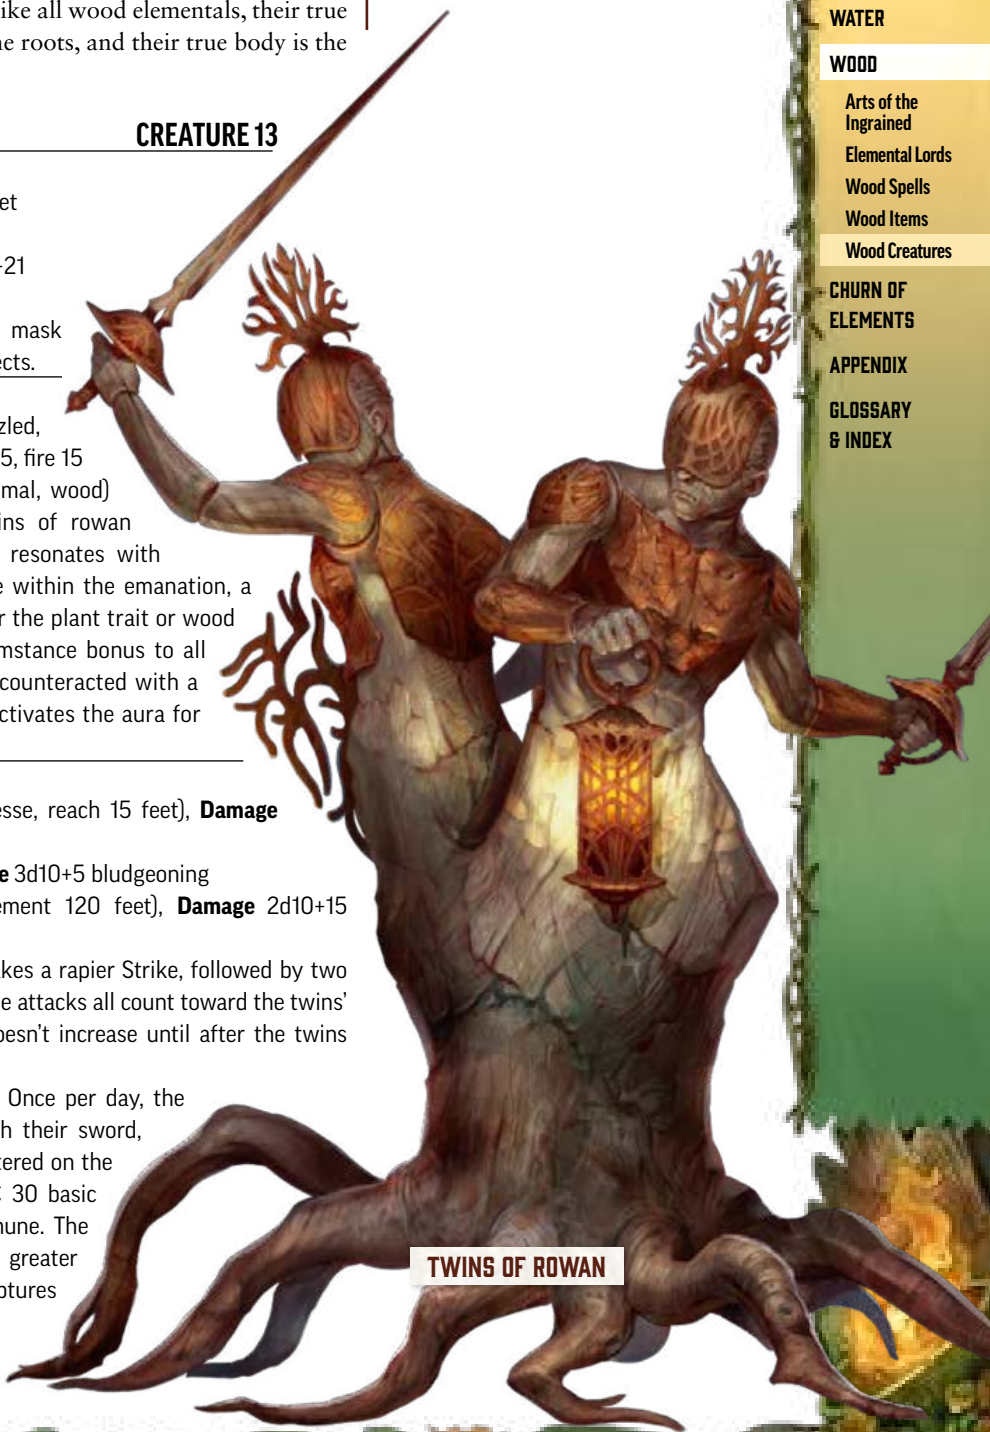 ike all wood elementals, their true
e roots, and their true body is the
CREATURE 13
et
-21
mask
ects.
zled,
5, fire 15
mal, wood)
ins of rowan
resonates with
e within the emanation, a
r the plant trait or wood
mstance bonus to all
counteracted with a
ctivates the aura for
esse, reach 15 feet), Damage
e 3d10+5 bludgeoning
ement 120 feet), Damage 2d10+15
akes a rapier Strike, followed by two
e attacks all count toward the twins’
oesn’t increase until after the twins
Once per day, the
h their sword,
tered on the
30 basic
nune. The
greater
ptures
TWINS OF ROWAN
WATER
WOOD
Arts of the
Ingrained
Elemental Lords
Wood Spells
Wood Items
Wood Creatures
CHURN OF
ELEMENTS
APPENDIX
GLOSSARY
& INDEX